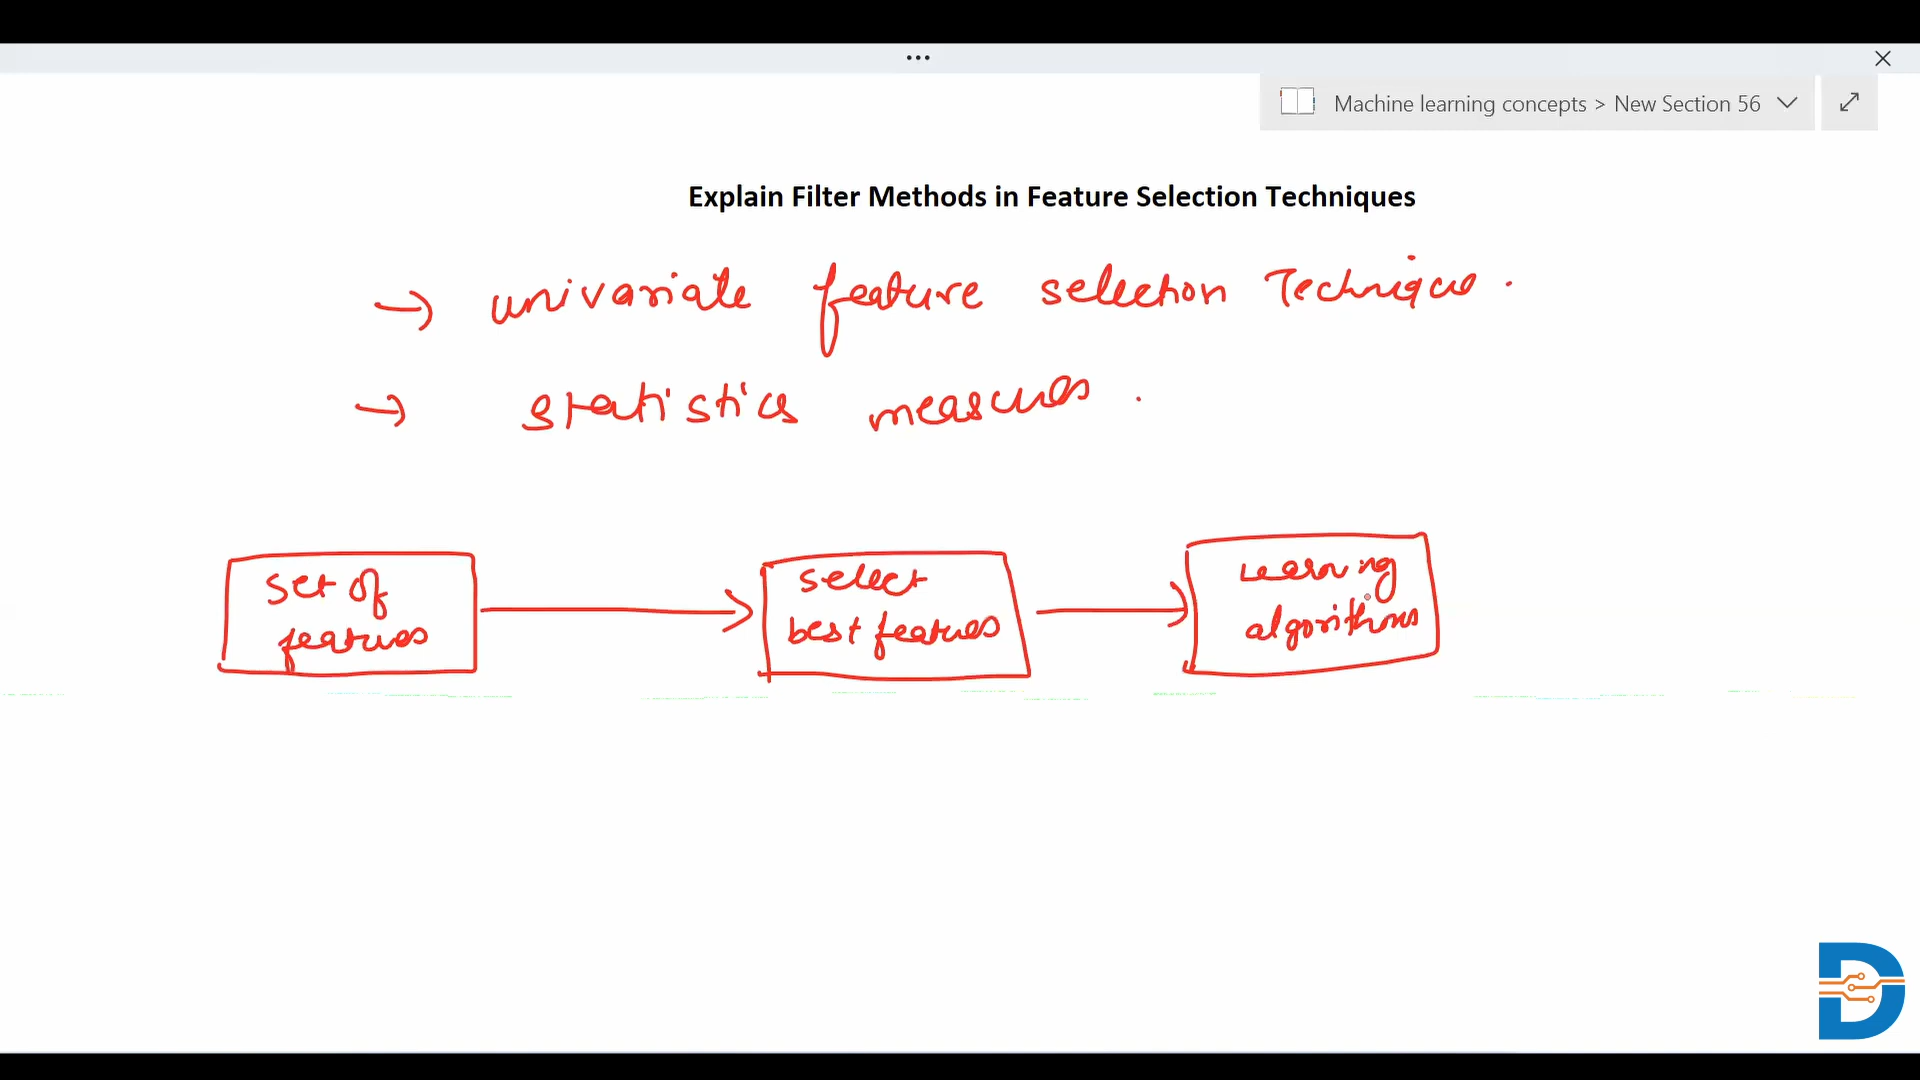 Machine learning concepts > New Section 56
Explain Filter Methods in Feature Selection Techniques
→ univariate feature selection Technique.
→ statistics measures.
set of
features
select
best features
Learning
algorithms